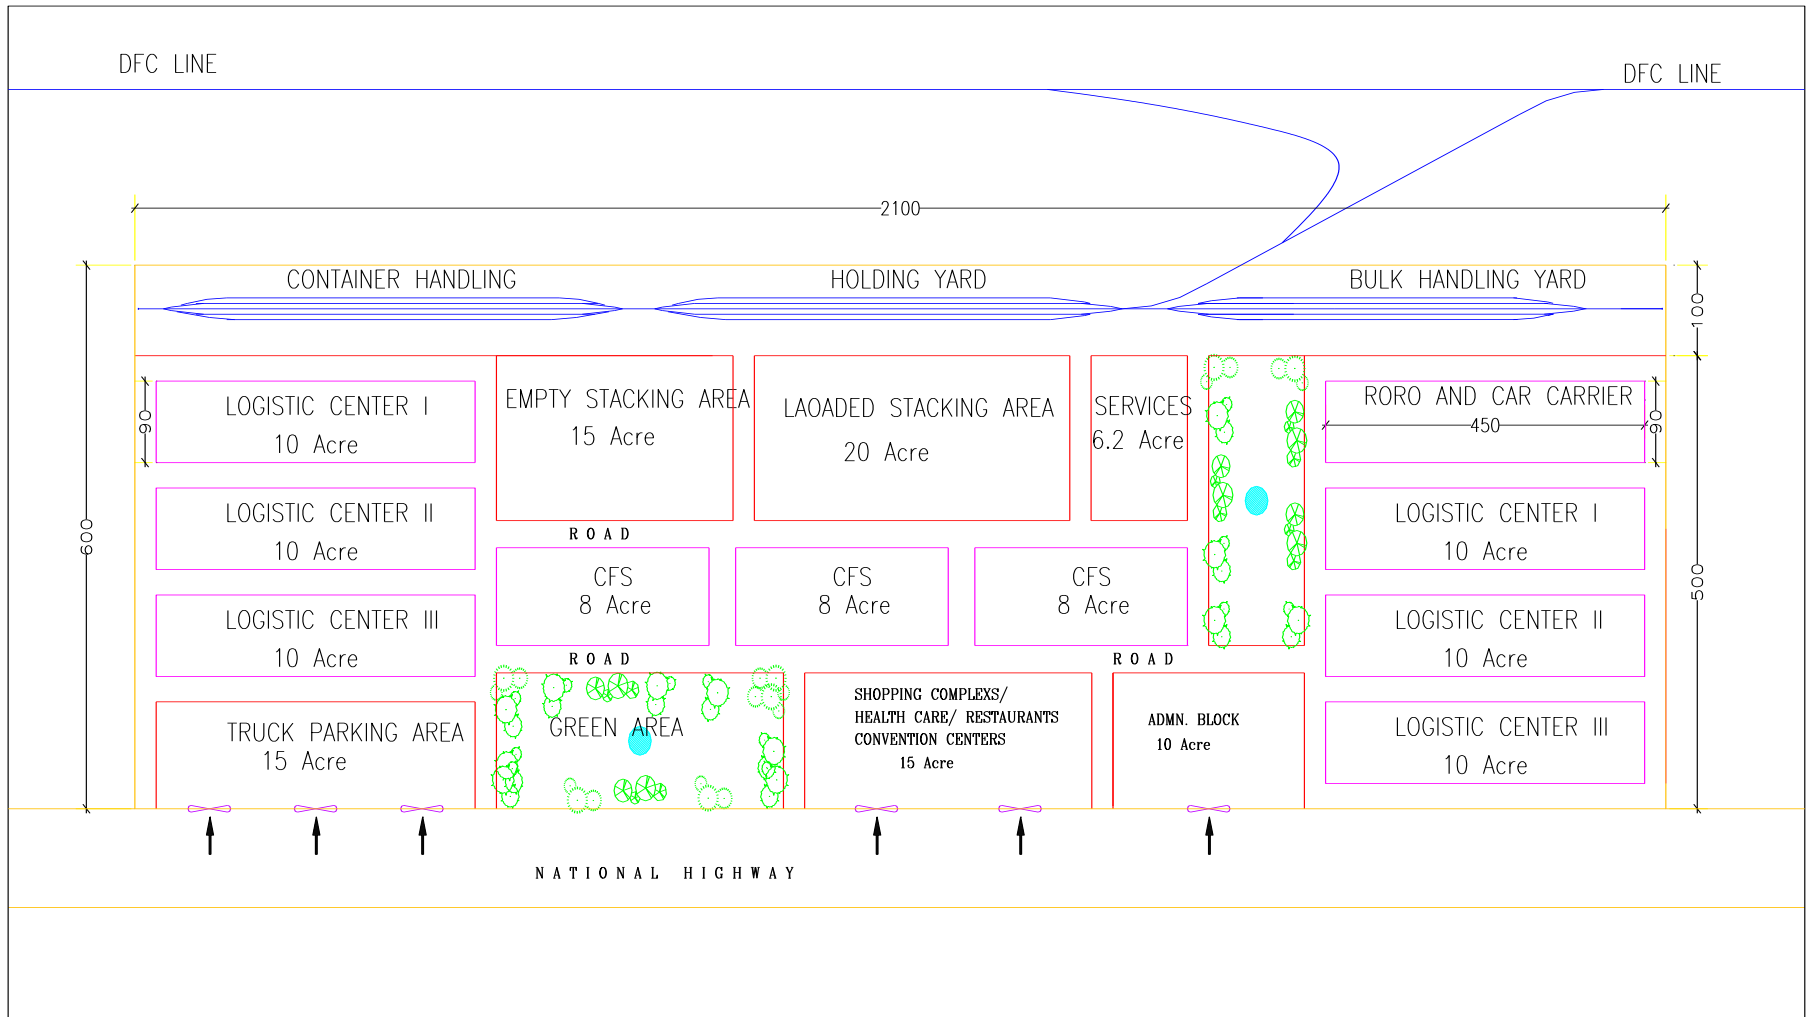 DFC LINE
DFC LINE
2100
CONTAINER HANDLING
HOLDING YARD
BULK HANDLING YARD
100
EMPTY STACKING AREA
15 Acre
LAOADED STACKING AREA
20 Acre
SERVICES
6.2 Acre
RORO AND CAR CARRIER
450
90
90
LOGISTIC CENTER I
10 Acre
LOGISTIC CENTER II
10 Acre
LOGISTIC CENTER I
10 Acre
600
500
ROAD
CFS
8 Acre
CFS
8 Acre
CFS
8 Acre
LOGISTIC CENTER III
10 Acre
LOGISTIC CENTER II
10 Acre
ROAD
ROAD
TRUCK PARKING AREA
15 Acre
GREEN AREA
SHOPPING COMPLEXS/
HEALTH CARE/ RESTAURANTS
CONVENTION CENTERS
15 Acre
ADMN. BLOCK
10 Acre
LOGISTIC CENTER III
10 Acre
NATIONAL HIGHWAY